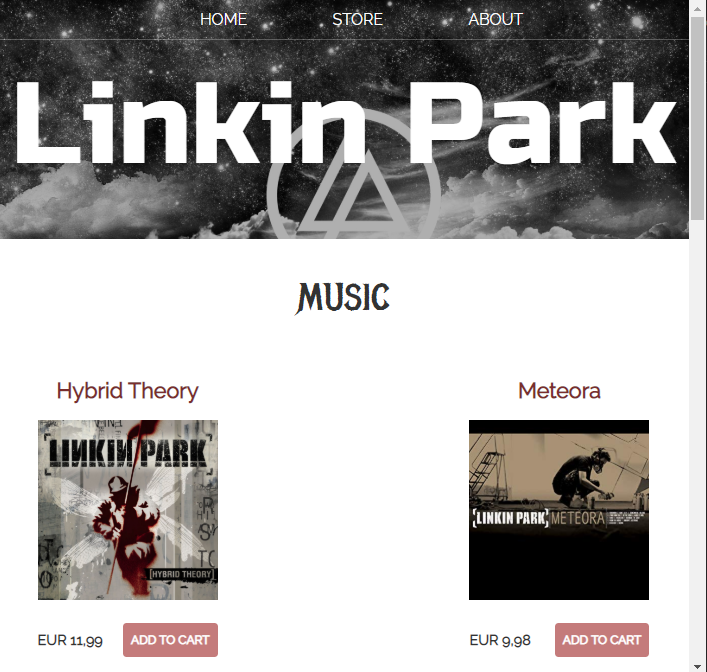 HOME STORE ABOUT
Linkin Park
MUSIC
Hybrid Theory Meteora
LINKIN PARK
[HYBRID THEORY]
[LINKIN PARK] METEORA
EUR 11,99 ADD TO CART EUR 9,98 ADD TO CART